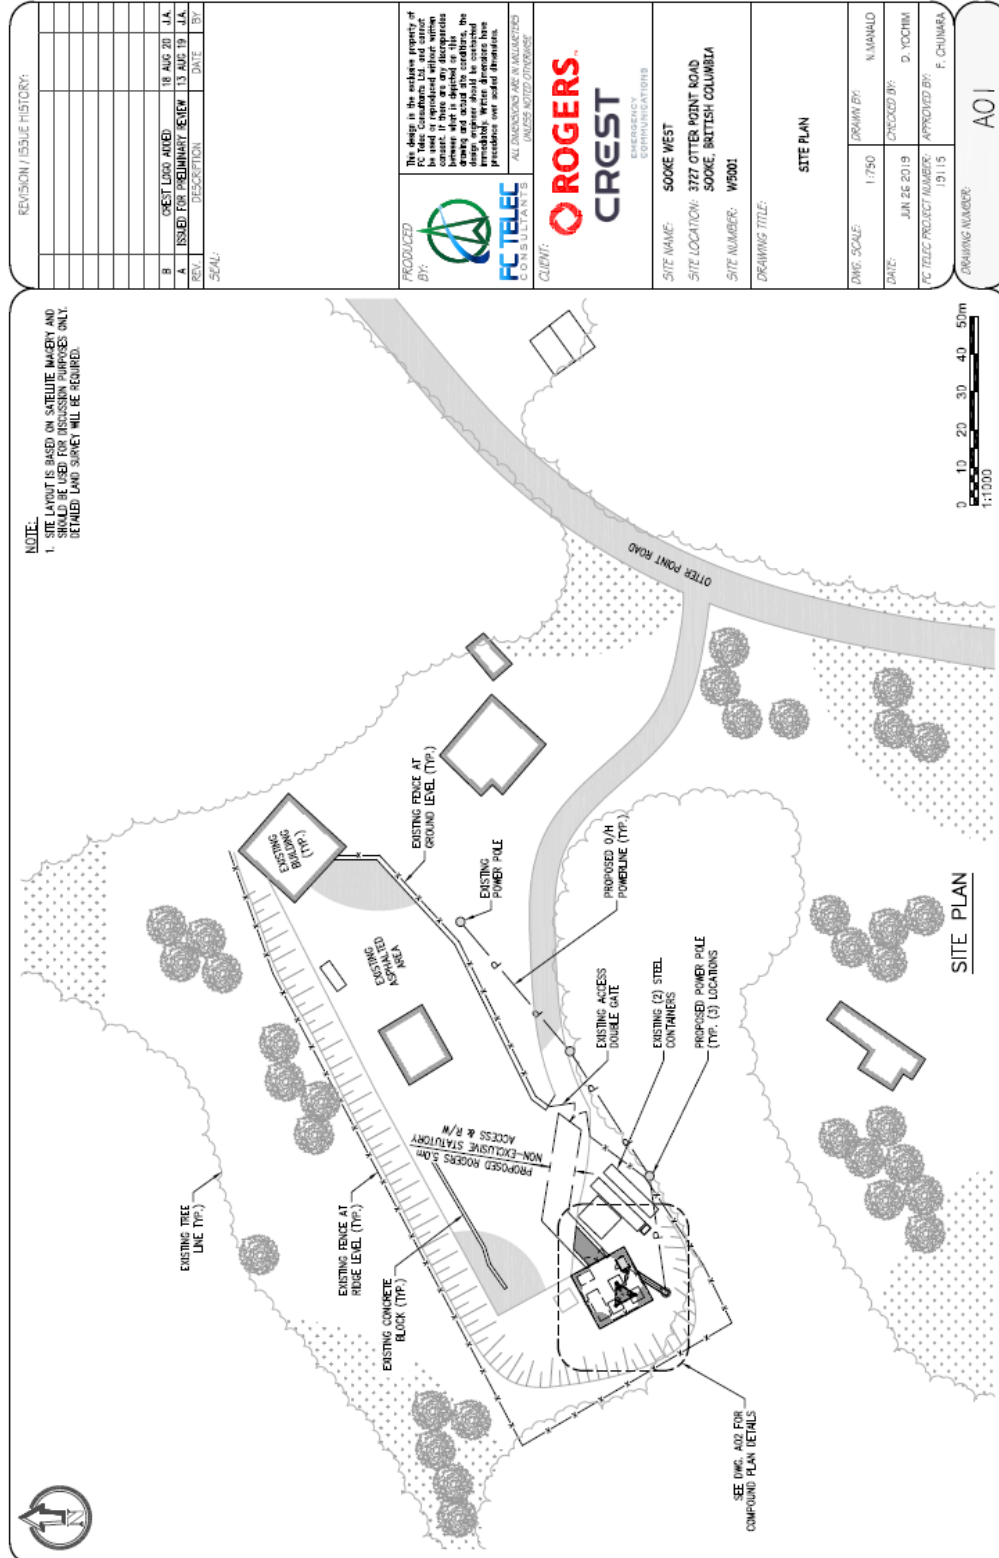 NOTE:
1. SITE LAYOUT IS BASED ON SATELLITE IMAGERY AND
SHOULD BE USED FOR DISCUSSION PURPOSES ONLY.
DETAILED LAND SURVEY WILL BE REQUIRED.
N
EXISTING TREE
LINE TYP.)
EXISTING FENCE AT
RIDGE LEVEL (TYP.)
EXISTING CONCRETE
BLOCK (TYP.)
EXISTING
BUILDING
(TYP.)
EXISTING
ASPHALTED
AREA
EXISTING FENCE AT
GROUND LEVEL (TYP.)
EXISTING
POWER POLE
PROPOSED ROGERS 5.0m
NON-EXCLUSIVE STATUTORY
ACCESS & R/W
PROPOSED O/H
POWERLINE (TYP.)
EXISTING ACCESS
DOUBLE GATE
EXISTING (2) STEEL
CONTAINERS
PROPOSED POWER POLE
(TYP. (3) LOCATIONS
P
P
P
P
P
OTTER POINT ROAD
SEE DWG. A02 FOR
COMPOUND PLAN DETAILS
SITE PLAN
0 10 20 30 40 50m
1:1000
REVISION / ISSUE HISTORY:
B CREST LOGO ADDED 18 AUG 20 J.A.
A ISSUED FOR PRELIMINARY REVIEW 13 AUG 19 J.A.
REV. DESCRIPTION DATE BY
SEAL:
PRODUCED
BY:
FC TELEC
CONSULTANTS
The design is the exclusive property of
FC Telec Consultants Ltd. and cannot
be used or reproduced without written
consent. If there are any discrepancies
between what is depicted on this
drawing and actual site conditions, the
design engineer should be contacted
immediately. Written dimensions have
precedence over scaled dimensions.
ALL DIMENSIONS ARE IN MILLIMETERS
UNLESS NOTED OTHERWISE
CLIENT:
ROGERS™
CREST
EMERGENCY
COMMUNICATIONS
SITE NAME: SOOKE WEST
SITE LOCATION: 3727 OTTER POINT ROAD
SOOKE, BRITISH COLUMBIA
SITE NUMBER: W5001
DRAWING TITLE:
SITE PLAN
DWG. SCALE: 1:750
DRAWN BY: N.MANALO
DATE: JUN 26 2019
CHECKED BY: D. YOCHIM
FC TELEC PROJECT NUMBER: 19115
APPROVED BY: F. CHUNARA
DRAWING NUMBER:
A01